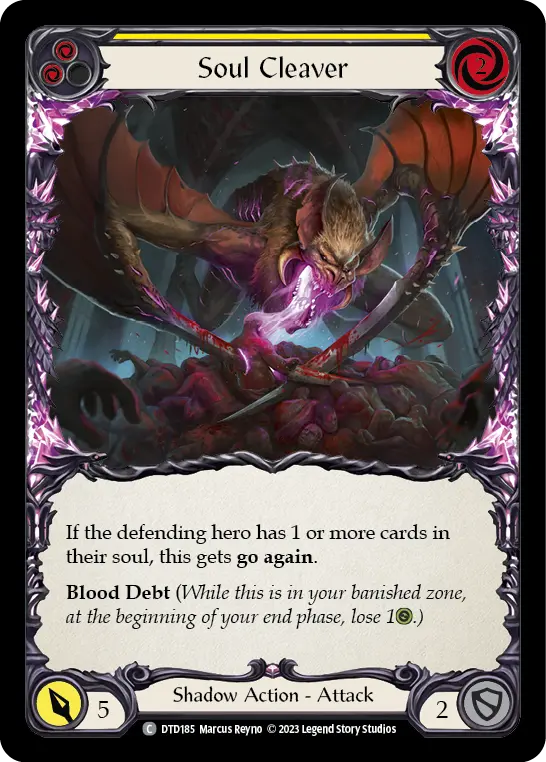 Soul Cleaver
2
If the defending hero has 1 or more cards in
their soul, this gets go again.
Blood Debt (While this is in your banished zone,
at the beginning of your end phase, lose 1.)
Shadow Action - Attack
5
2
C DTD185 Marcus Reyno © 2023 Legend Story Studios